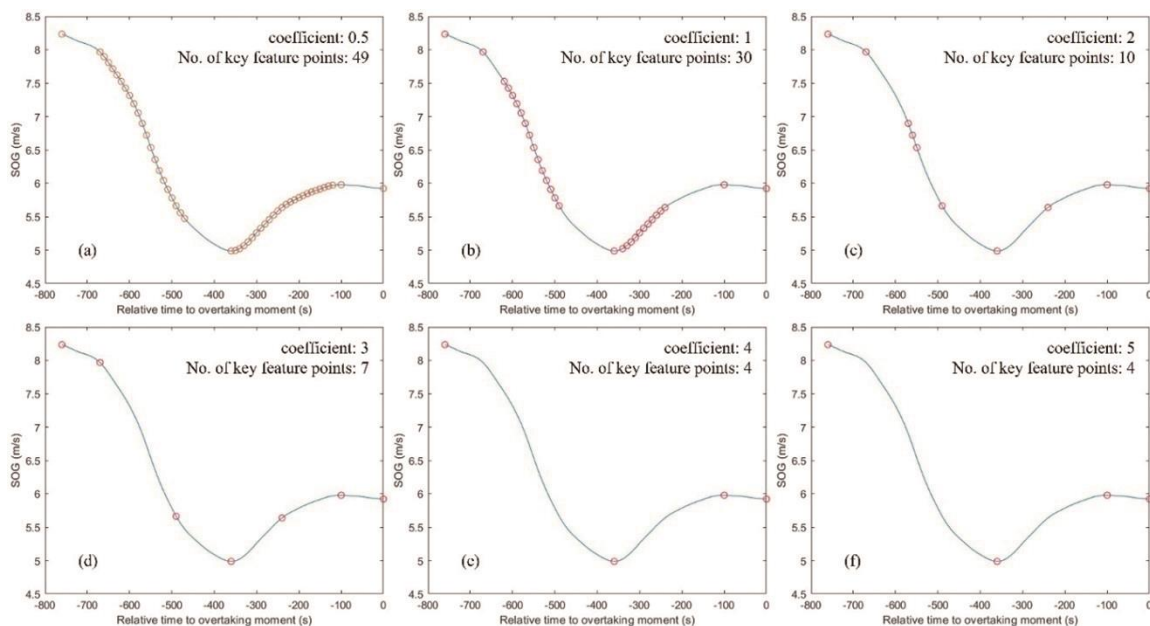 8.5
8
7.5
7
6.5
6
5.5
5
4.5
SOG (m/s)
coefficient: 0.5
No. of key feature points: 49
(a)
-800 -700 -600 -500 -400 -300 -200 -100 0
Relative time to overtaking moment (s)
8.5
8
7.5
7
6.5
6
5.5
5
4.5
SOG (m/s)
coefficient: 1
No. of key feature points: 30
(b)
-800 -700 -600 -500 -400 -300 -200 -100 0
Relative time to overtaking moment (s)
8.5
8
7.5
7
6.5
6
5.5
5
4.5
SOG (m/s)
coefficient: 2
No. of key feature points: 10
(c)
-800 -700 -600 -500 -400 -300 -200 -100 0
Relative time to overtaking moment (s)
8.5
8
7.5
7
6.5
6
5.5
5
4.5
SOG (m/s)
coefficient: 3
No. of key feature points: 7
(d)
-800 -700 -600 -500 -400 -300 -200 -100 0
Relative time to overtaking moment (s)
8.5
8
7.5
7
6.5
6
5.5
5
4.5
SOG (m/s)
coefficient: 4
No. of key feature points: 4
(e)
-800 -700 -600 -500 -400 -300 -200 -100 0
Relative time to overtaking moment (s)
8.5
8
7.5
7
6.5
6
5.5
5
4.5
SOG (m/s)
coefficient: 5
No. of key feature points: 4
(f)
-800 -700 -600 -500 -400 -300 -200 -100 0
Relative time to overtaking moment (s)